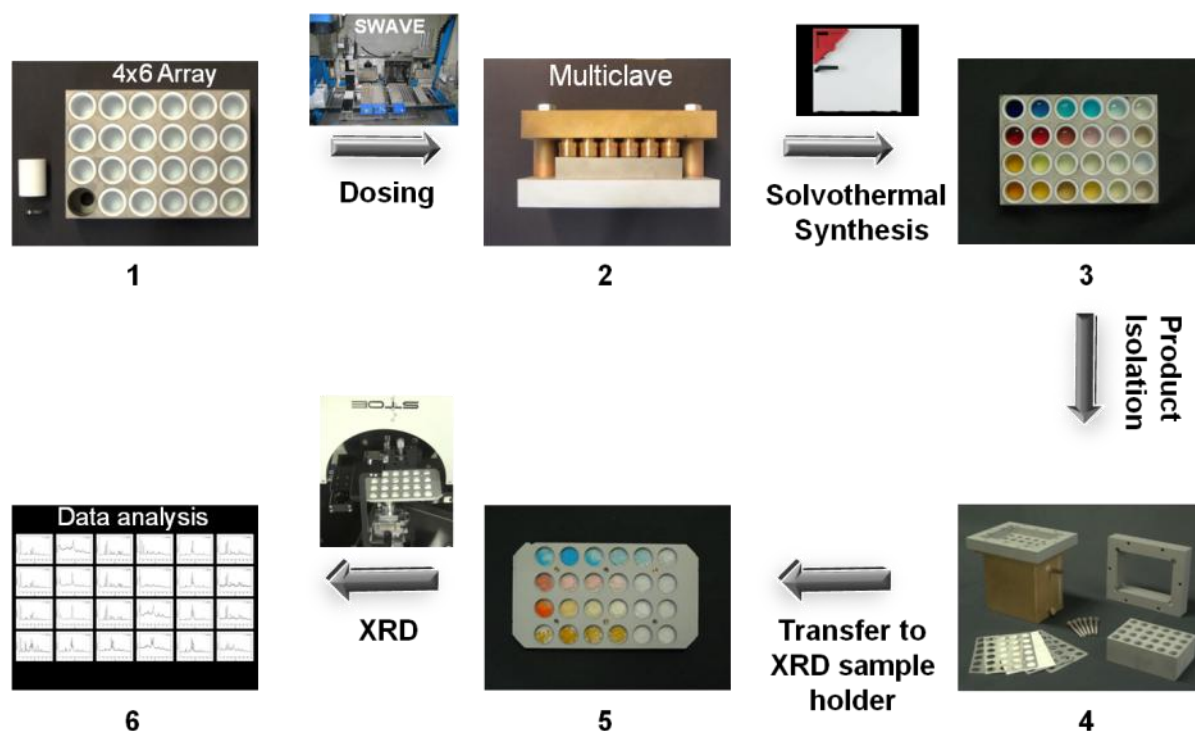 4x6 Array
1
SWAVE
Dosing
Multiclave
2
Solvothermal
Synthesis
3
Product
Isolation
4
Transfer to
XRD sample
holder
5
STOE
XRD
Data analysis
6